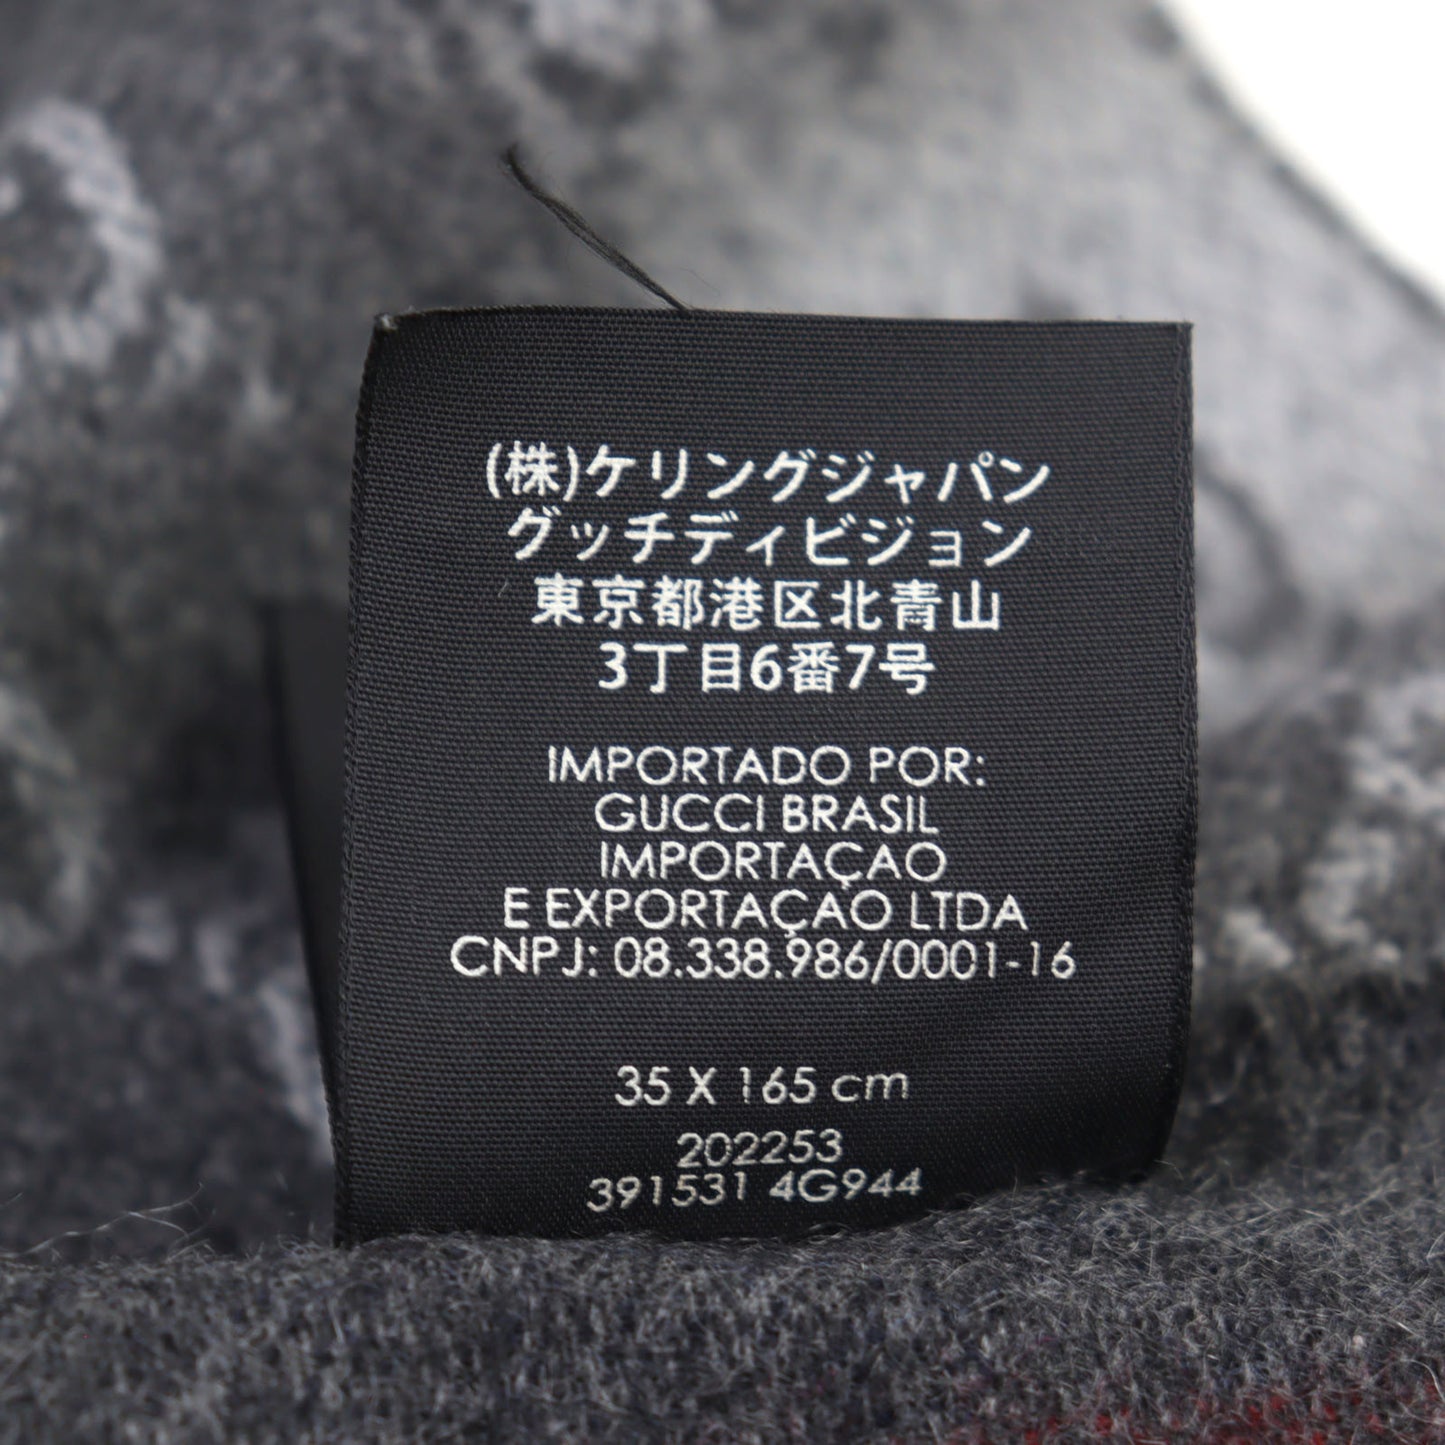 (株)ケリングジャパン
グッチディビジョン
東京都港区北青山
3丁目6番7号
IMPORTADO POR:
GUCCI BRASIL
IMPORTAÇAO
E EXPORTAÇAO LTDA
CNPJ: 08.338.986/0001-16
35 X 165 cm
202253
391531 4G944